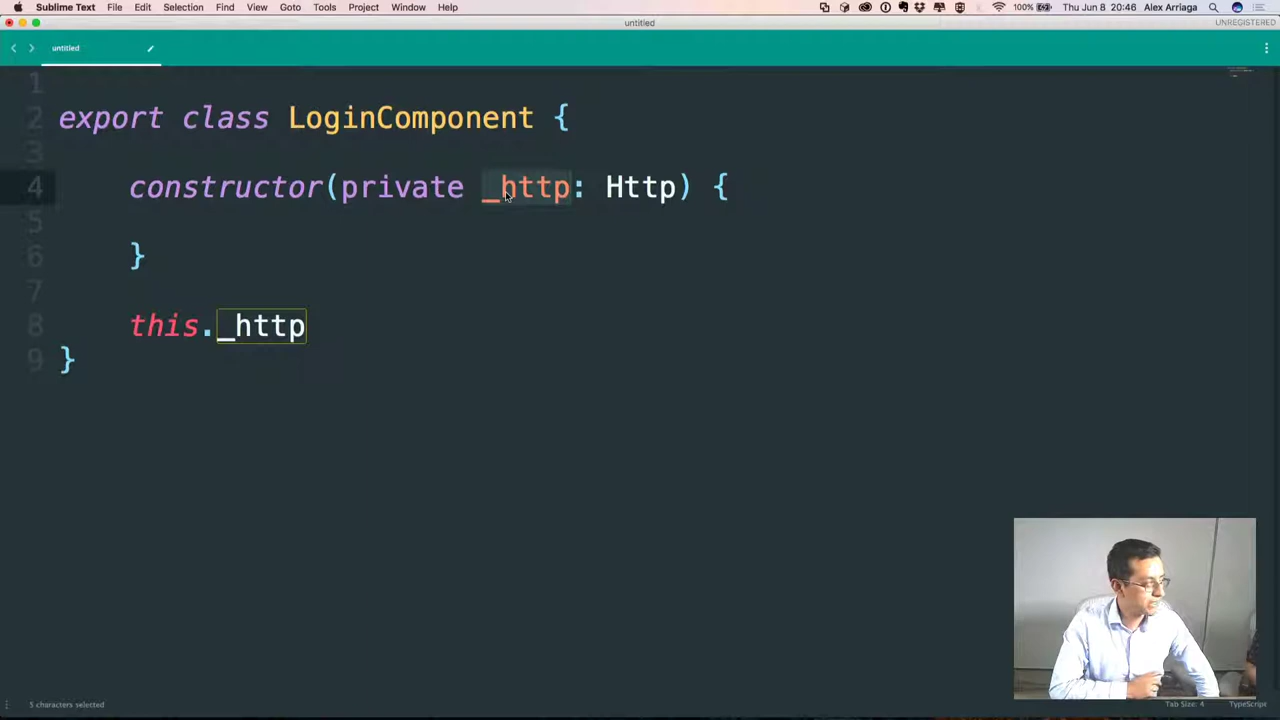 Sublime Text File Edit Selection Find View Goto Tools Project Window Help 100% Thu Jun 8 20:46 Alex Arriaga
untitled UNREGISTERED
untitled
1
2 export class LoginComponent {
3
4 constructor(private _http: Http) {
5
6 }
7
8 this._http
9 }
5 characters selected Tab Size: 4 TypeScript